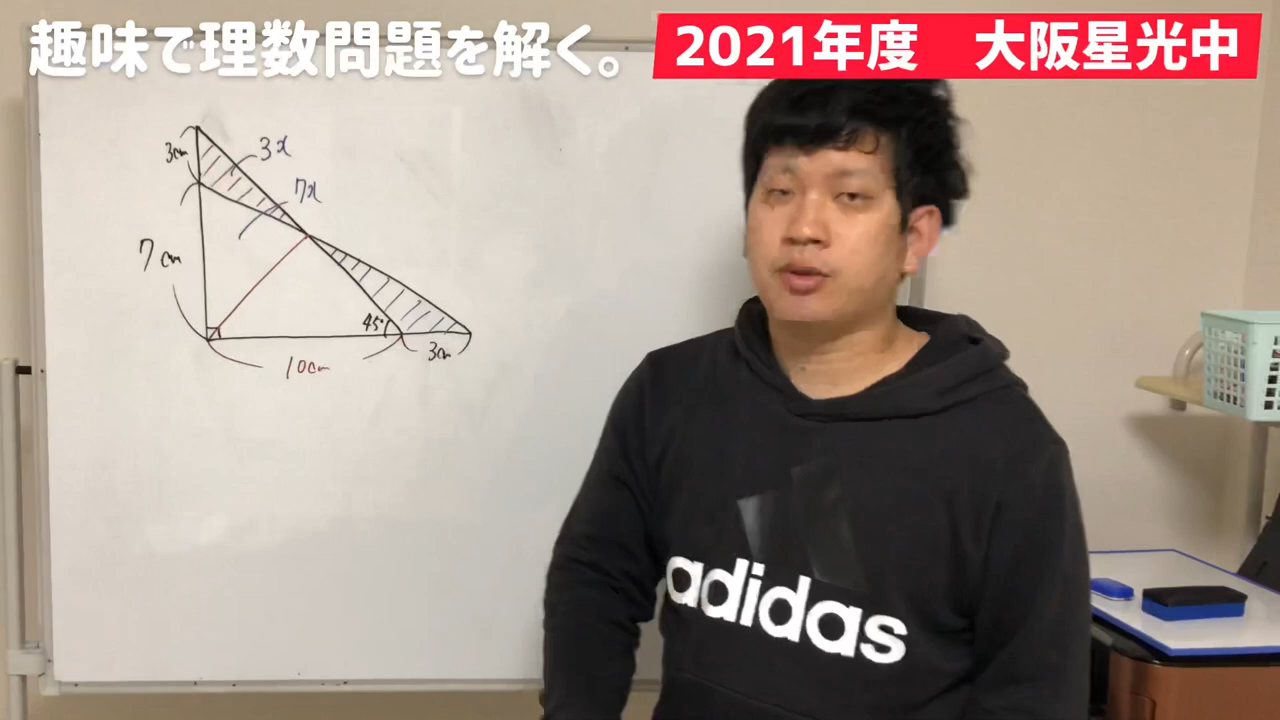 趣味で理数問題を解く。
2021年度 大阪星光中
3cm
3x
7x
7cm
45°
3cm
10cm
adidas